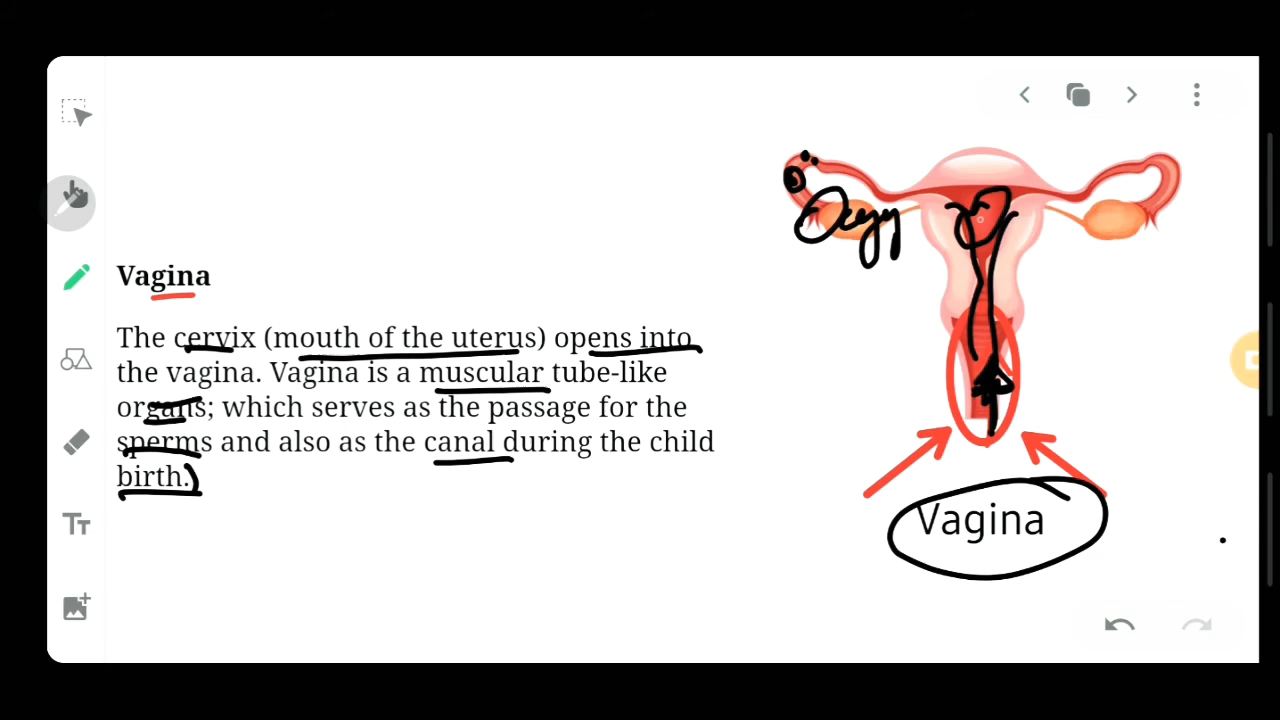 Vagina
The cervix (mouth of the uterus) opens into
the vagina. Vagina is a muscular tube-like
organs; which serves as the passage for the
sperms and also as the canal during the child
birth.
Vagina
TT